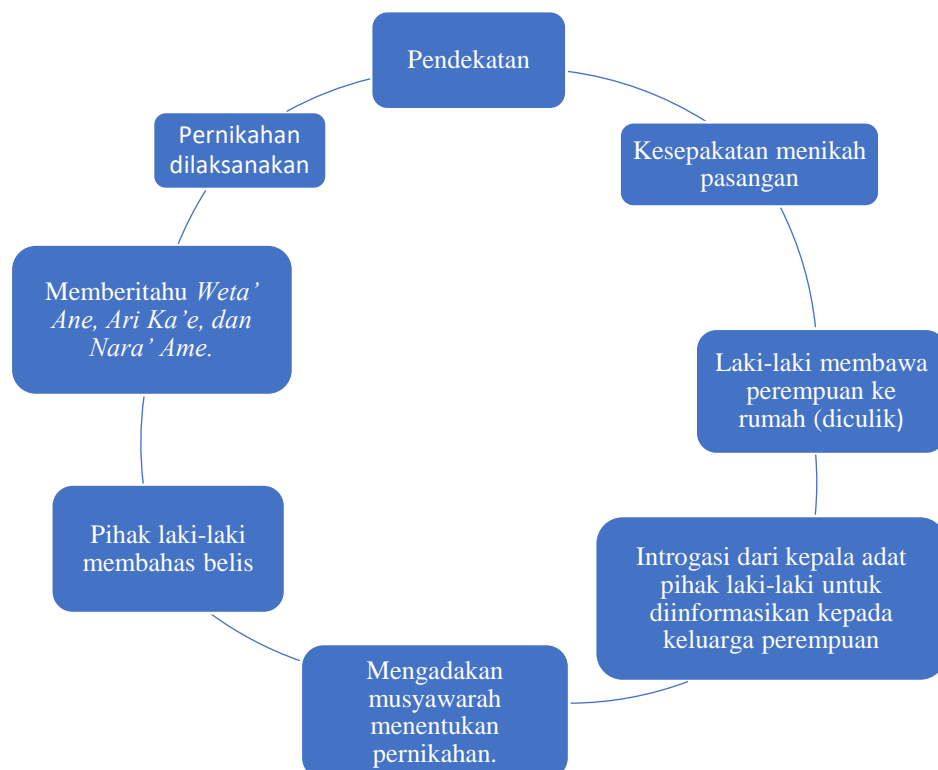 Pendekatan
Kesepakatan menikah
pasangan
Laki-laki membawa
perempuan ke
rumah (diculik)
Introgasi dari kepala adat
pihak laki-laki untuk
diinformasikan kepada
keluarga perempuan
Mengadakan
musyawarah
menentukan
pernikahan.
Pihak laki-laki
membahas belis
Memberitahu Weta’
Ane, Ari Ka’e, dan
Nara’ Ame.
Pernikahan
dilaksanakan